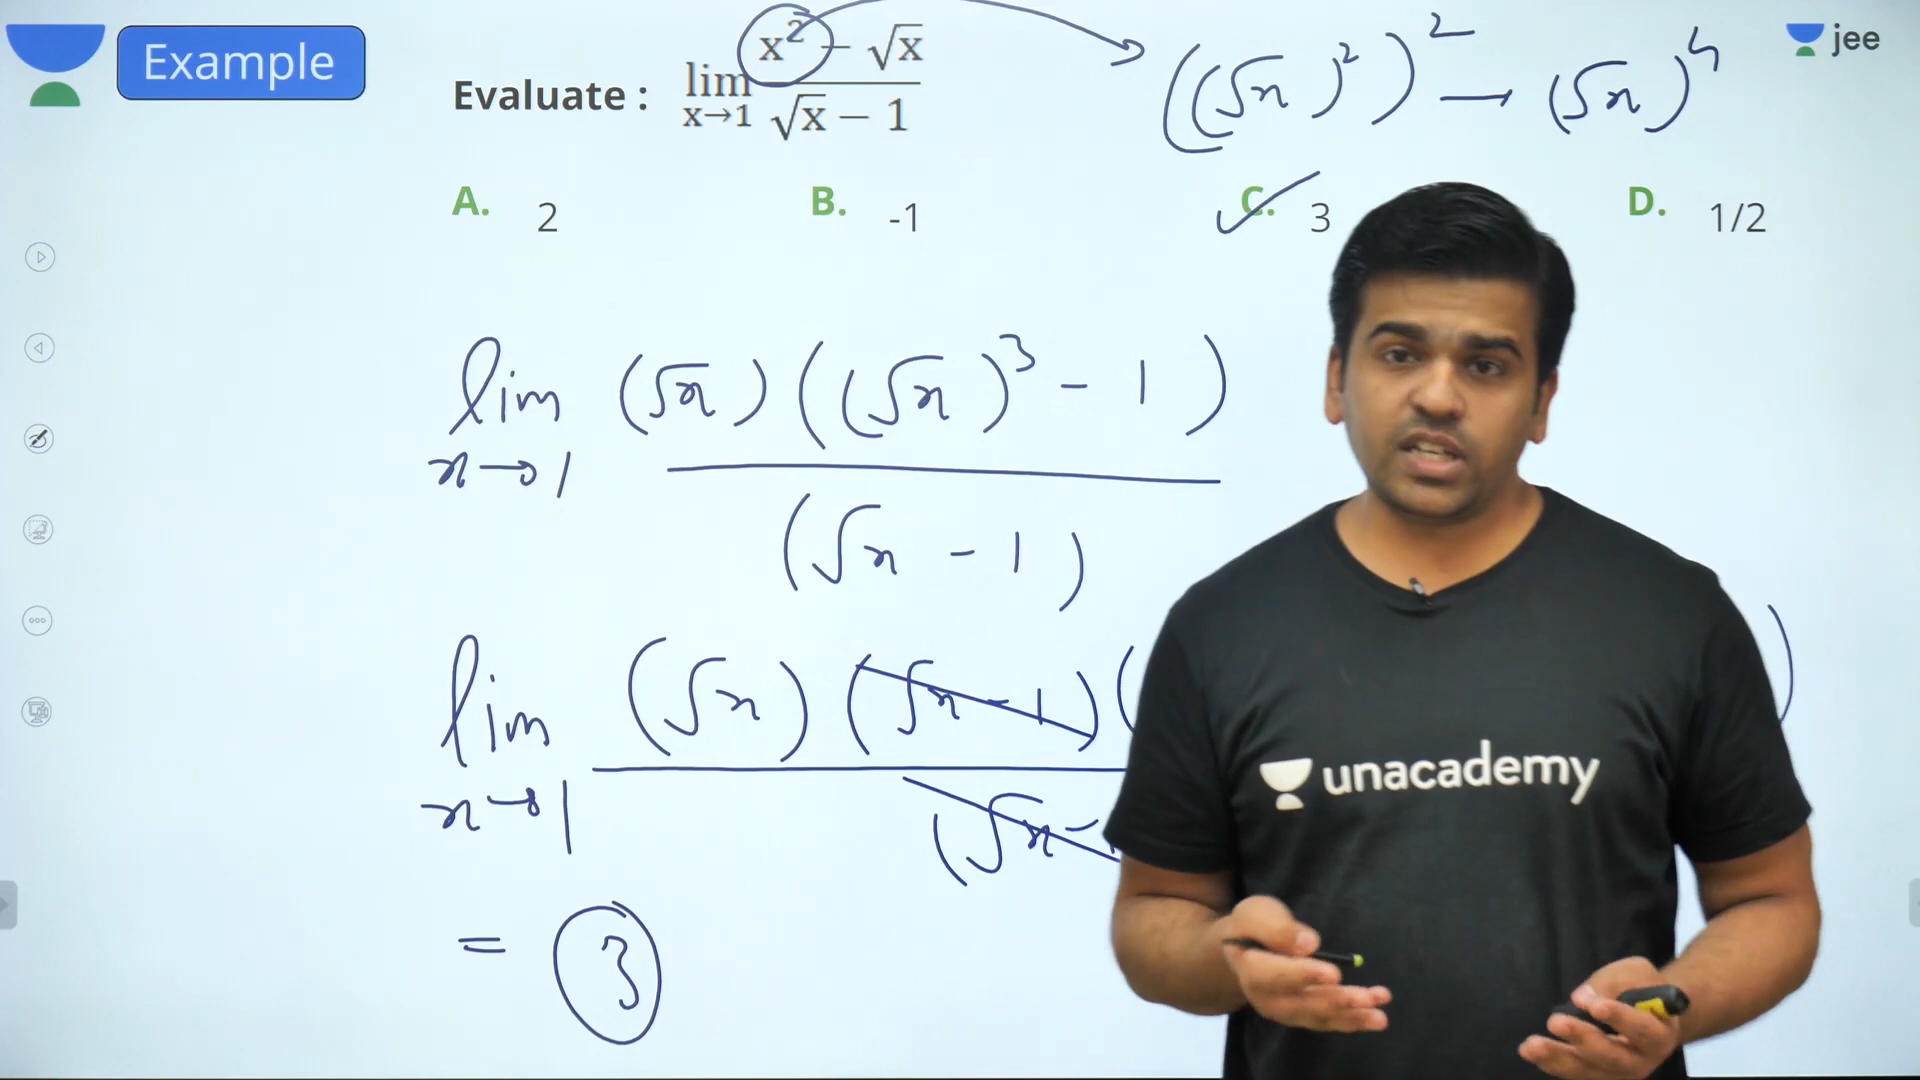 Example
Evaluate : lim x→1 (x² − √x)/(√x − 1)
((√x)²)² → (√x)⁴
jee
A. 2 B. -1 C. 3 D. 1/2
lim x→1 (√x)((√x)³ − 1)/(√x − 1)
lim x→1 (√x)(√x − 1)( )/(√x −
= 3
unacademy